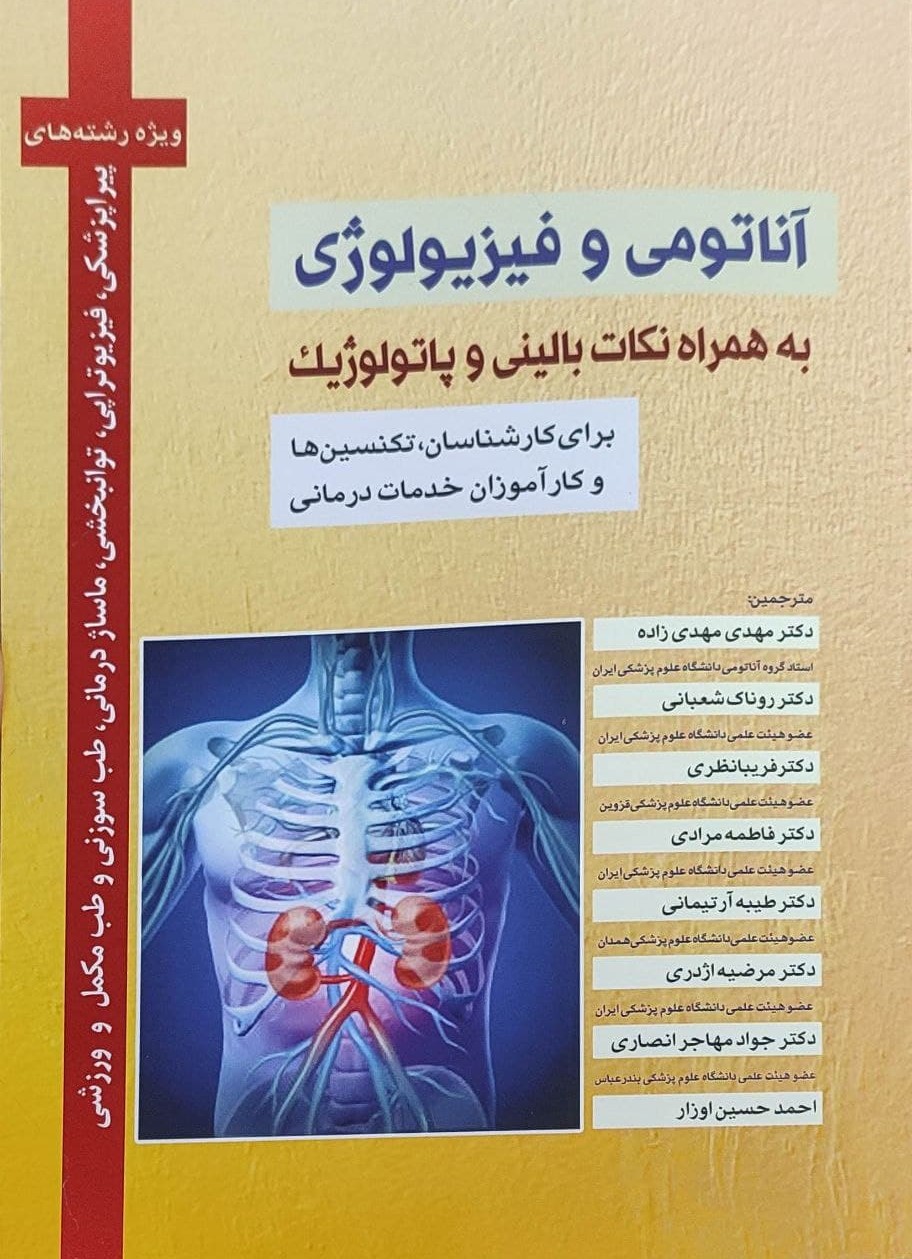 ویژه رشته‌های
پیراپزشکی، فیزیوتراپی، توانبخشی، ماساژ درمانی، طب سوزنی و طب مکمل و ورزشی
آناتومی و فیزیولوژی
به همراه نکات بالینی و پاتولوژیك
برای کارشناسان، تکنسین‌ها
و کارآموزان خدمات درمانی
مترجمین:
دکتر مهدی مهدی زاده
استاد گروه آناتومی دانشگاه علوم پزشکی ایران
دکتر روناک شعبانی
عضو هیئت علمی دانشگاه علوم پزشکی ایران
دکتر فریبا نظری
عضو هیئت علمی دانشگاه علوم پزشکی قزوین
دکتر فاطمه مرادی
عضو هیئت علمی دانشگاه علوم پزشکی ایران
دکتر طیبه آرتیمانی
عضو هیئت علمی دانشگاه علوم پزشکی همدان
دکتر مرضیه اژدری
عضو هیئت علمی دانشگاه علوم پزشکی ایران
دکتر جواد مهاجر انصاری
عضو هیئت علمی دانشگاه علوم پزشکی بندرعباس
احمد حسین اوزار